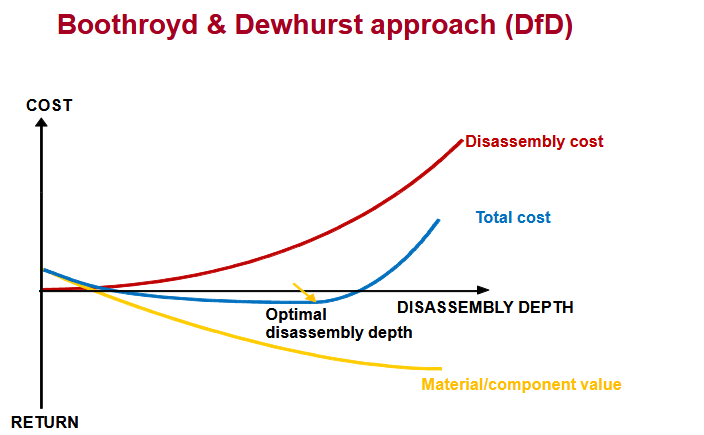 Boothroyd & Dewhurst approach (DfD)
COST
Disassembly cost
Total cost
DISASSEMBLY DEPTH
Optimal
disassembly depth
Material/component value
RETURN